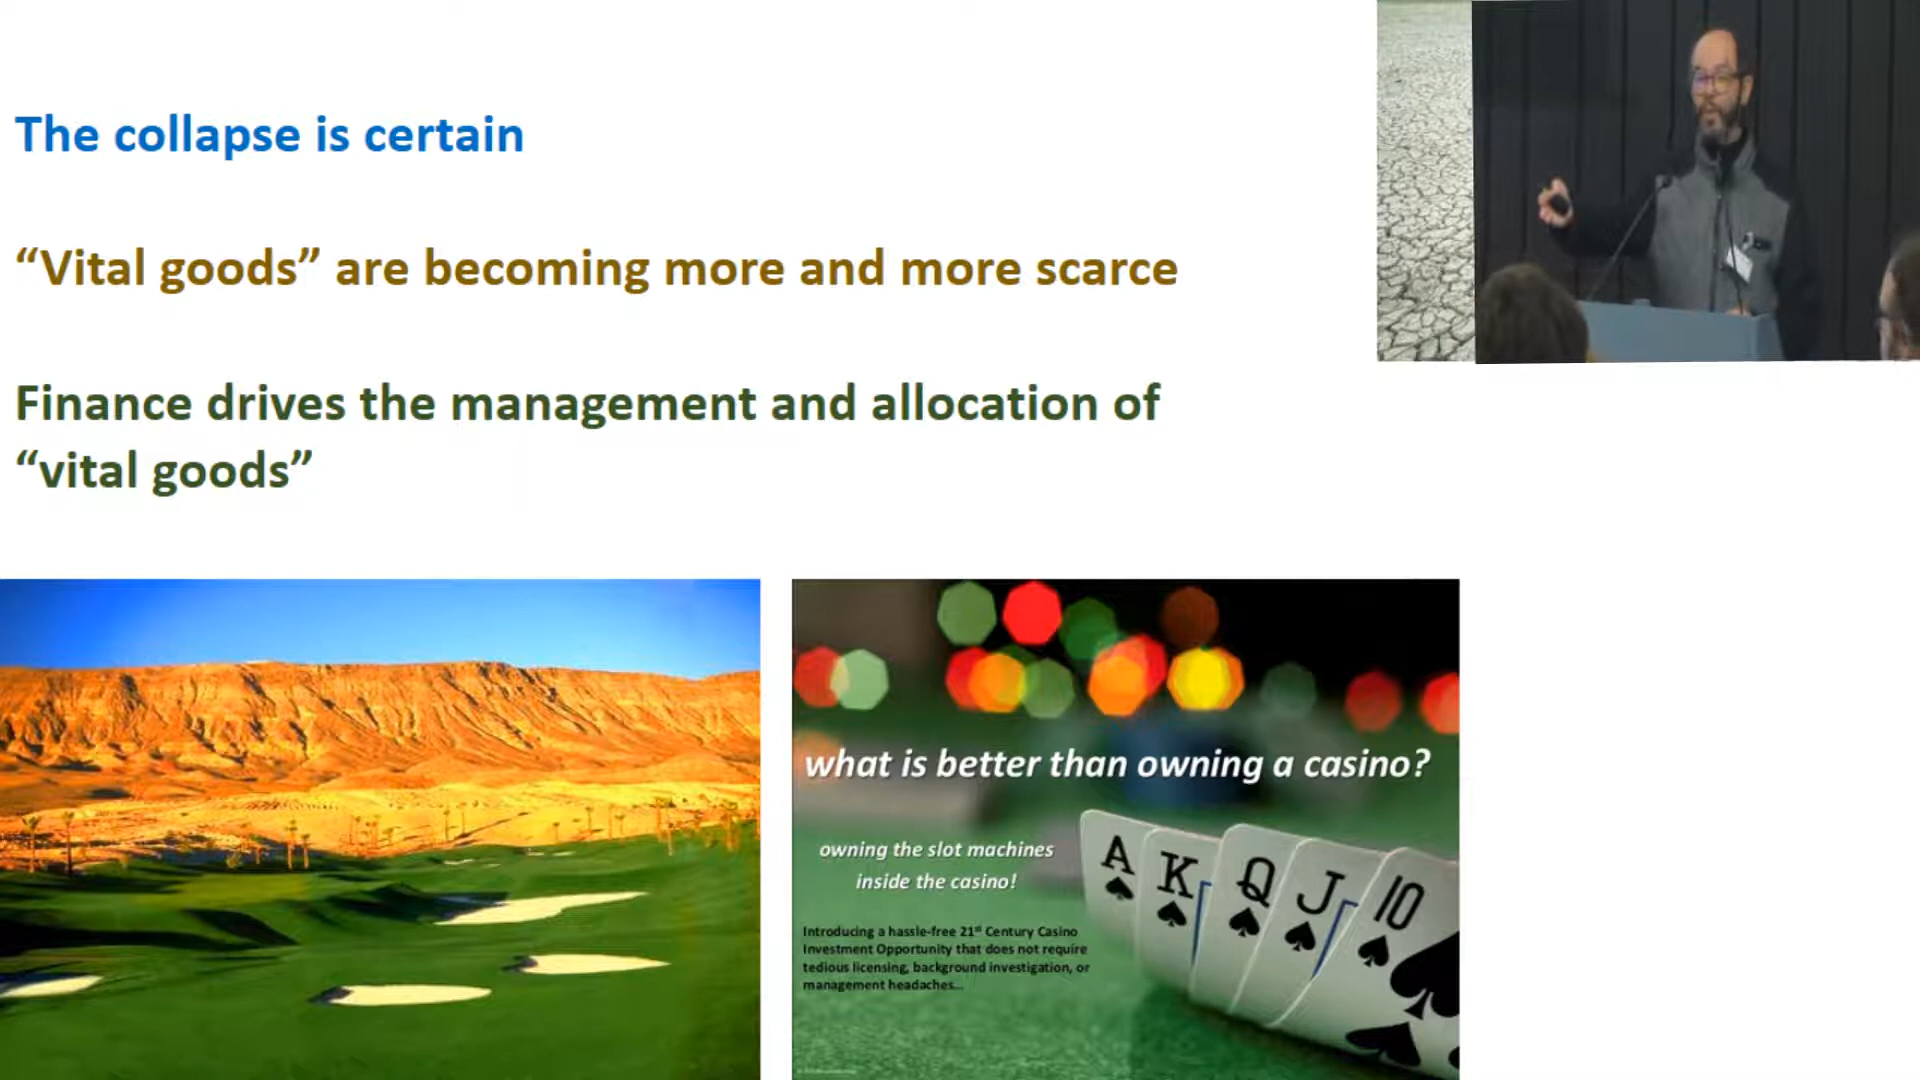 The collapse is certain
“Vital goods” are becoming more and more scarce
Finance drives the management and allocation of
“vital goods”
what is better than owning a casino?
owning the slot machines
inside the casino!
Introducing a hassle-free 21st Century Casino
Investment Opportunity that does not require
tedious licensing, background investigation, or
management headaches...
A K Q J 10